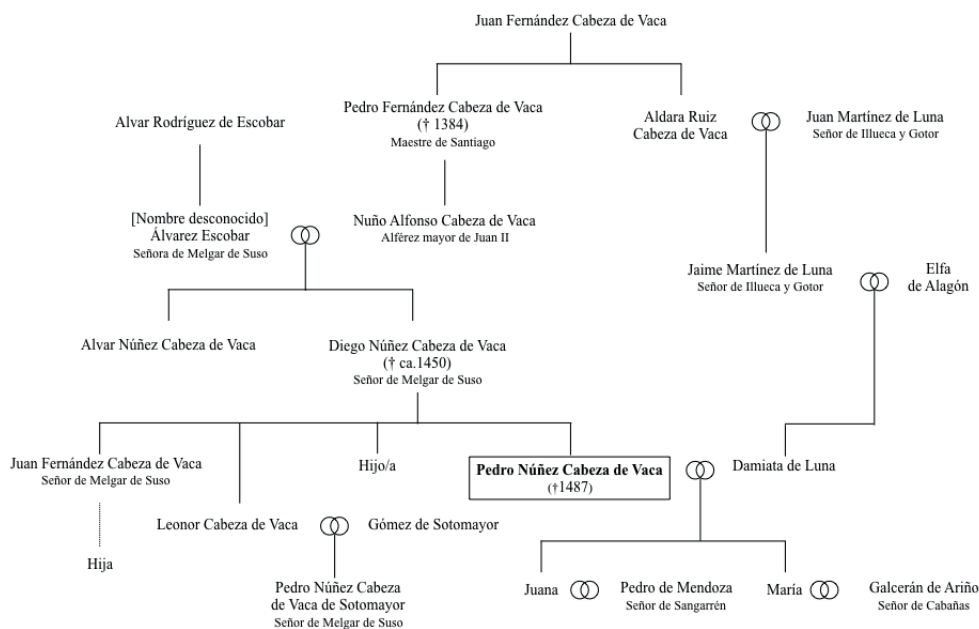 Juan Fernández Cabeza de Vaca
Pedro Fernández Cabeza de Vaca
(† 1384)
Maestre de Santiago
Aldara Ruiz
Cabeza de Vaca
Juan Martínez de Luna
Señor de Illueca y Gotor
Alvar Rodríguez de Escobar
[Nombre desconocido]
Álvarez Escobar
Señora de Melgar de Suso
Nuño Alfonso Cabeza de Vaca
Alférez mayor de Juan II
Jaime Martínez de Luna
Señor de Illueca y Gotor
Elfa
de Alagón
Alvar Núñez Cabeza de Vaca
Diego Núñez Cabeza de Vaca
(† ca.1450)
Señor de Melgar de Suso
Juan Fernández Cabeza de Vaca
Señor de Melgar de Suso
Hijo/a
Pedro Núñez Cabeza de Vaca
(†1487)
Damiata de Luna
Leonor Cabeza de Vaca
Gómez de Sotomayor
Hija
Pedro Núñez Cabeza
de Vaca de Sotomayor
Señor de Melgar de Suso
Juana
Pedro de Mendoza
Señor de Sangarrén
María
Galcerán de Ariño
Señor de Cabañas